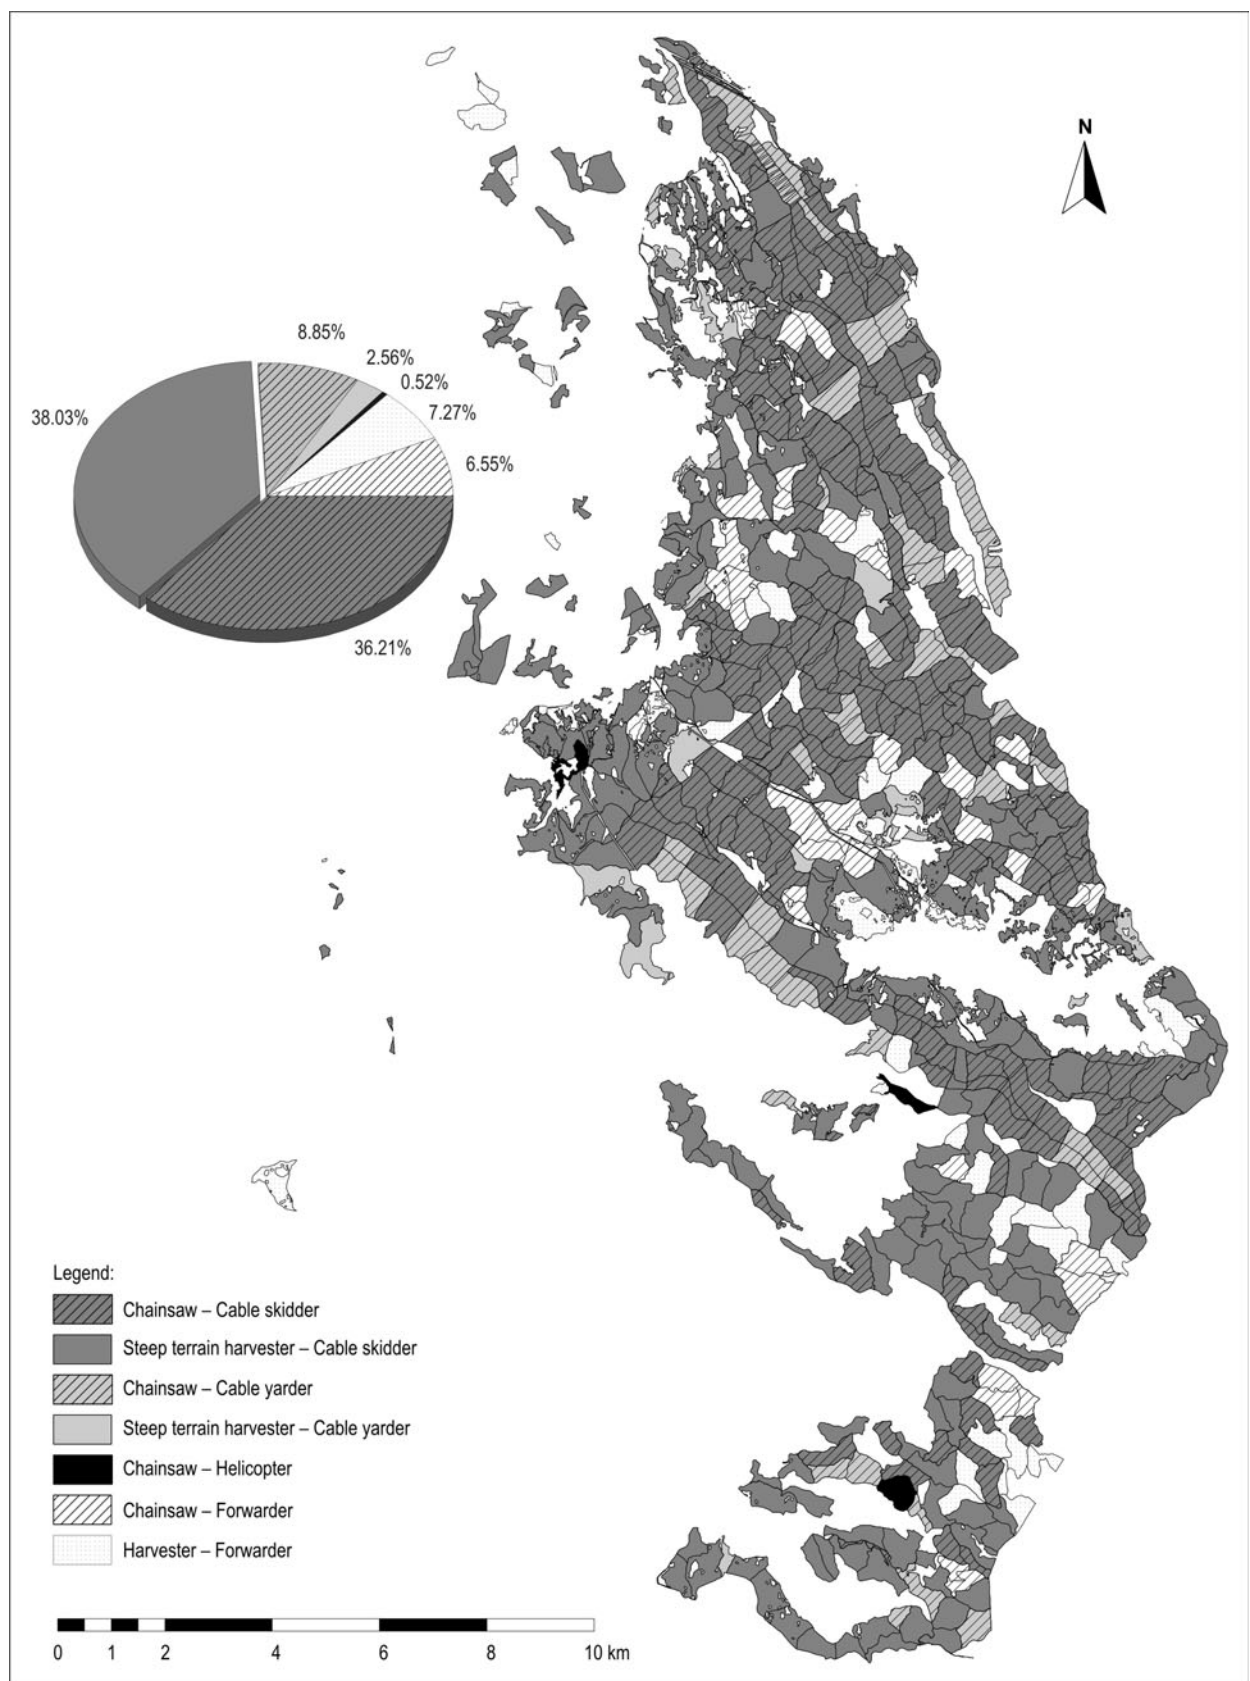 N
8.85%
2.56%
0.52%
7.27%
6.55%
38.03%
36.21%
Legend:
Chainsaw – Cable skidder
Steep terrain harvester – Cable skidder
Chainsaw – Cable yarder
Steep terrain harvester – Cable yarder
Chainsaw – Helicopter
Chainsaw – Forwarder
Harvester – Forwarder
0 1 2 4 6 8 10 km